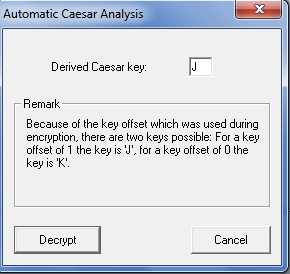 Automatic Caesar Analysis
Derived Caesar key: J
Remark
Because of the key offset which was used during
encryption, there are two keys possible: For a key
offset of 1 the key is 'J', for a key offset of 0 the
key is 'K'.
Decrypt Cancel